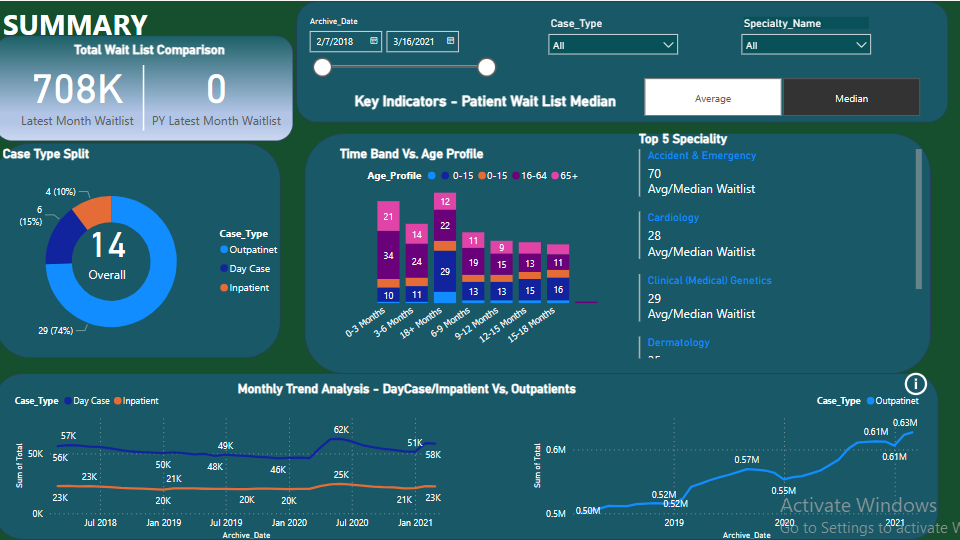 SUMMARY
Total Wait List Comparison
708K
0
Latest Month Waitlist
PY Latest Month Waitlist
Archive_Date
2/7/2018
3/16/2021
Case_Type
All
Specialty_Name
All
Key Indicators - Patient Wait List Median
Average
Median
Case Type Split
4 (10%)
6
(15%)
14
Overall
29 (74%)
Case_Type
Outpatinet
Day Case
Inpatient
Time Band Vs. Age Profile
Age_Profile 0-15 0-15 16-64 65+
21
34
10
14
24
11
12
22
29
11
19
13
9
15
13
13
15
11
16
0-3 Months
3-6 Months
18+ Months
6-9 Months
9-12 Months
12-15 Months
15-18 Months
Top 5 Speciality
Accident & Emergency
70
Avg/Median Waitlist
Cardiology
28
Avg/Median Waitlist
Clinical (Medical) Genetics
29
Avg/Median Waitlist
Dermatology
Monthly Trend Analysis - DayCase/Impatient Vs, Outpatients
Case_Type Day Case Inpatient
Sum of Total
50K
0K
57K
56K
50K
49K
48K
46K
62K
51K
58K
23K
23K
21K
20K
20K
20K
25K
21K
23K
Jul 2018 Jan 2019 Jul 2019 Jan 2020 Jul 2020 Jan 2021
Archive_Date
Case_Type Outpatinet
Sum of Total
0.6M
0.5M
0.50M
0.52M
0.52M
0.57M
0.55M
0.61M
0.61M
0.63M
2019 2020 2021
Archive_Date
Activate Windows
Go to Settings to activate W